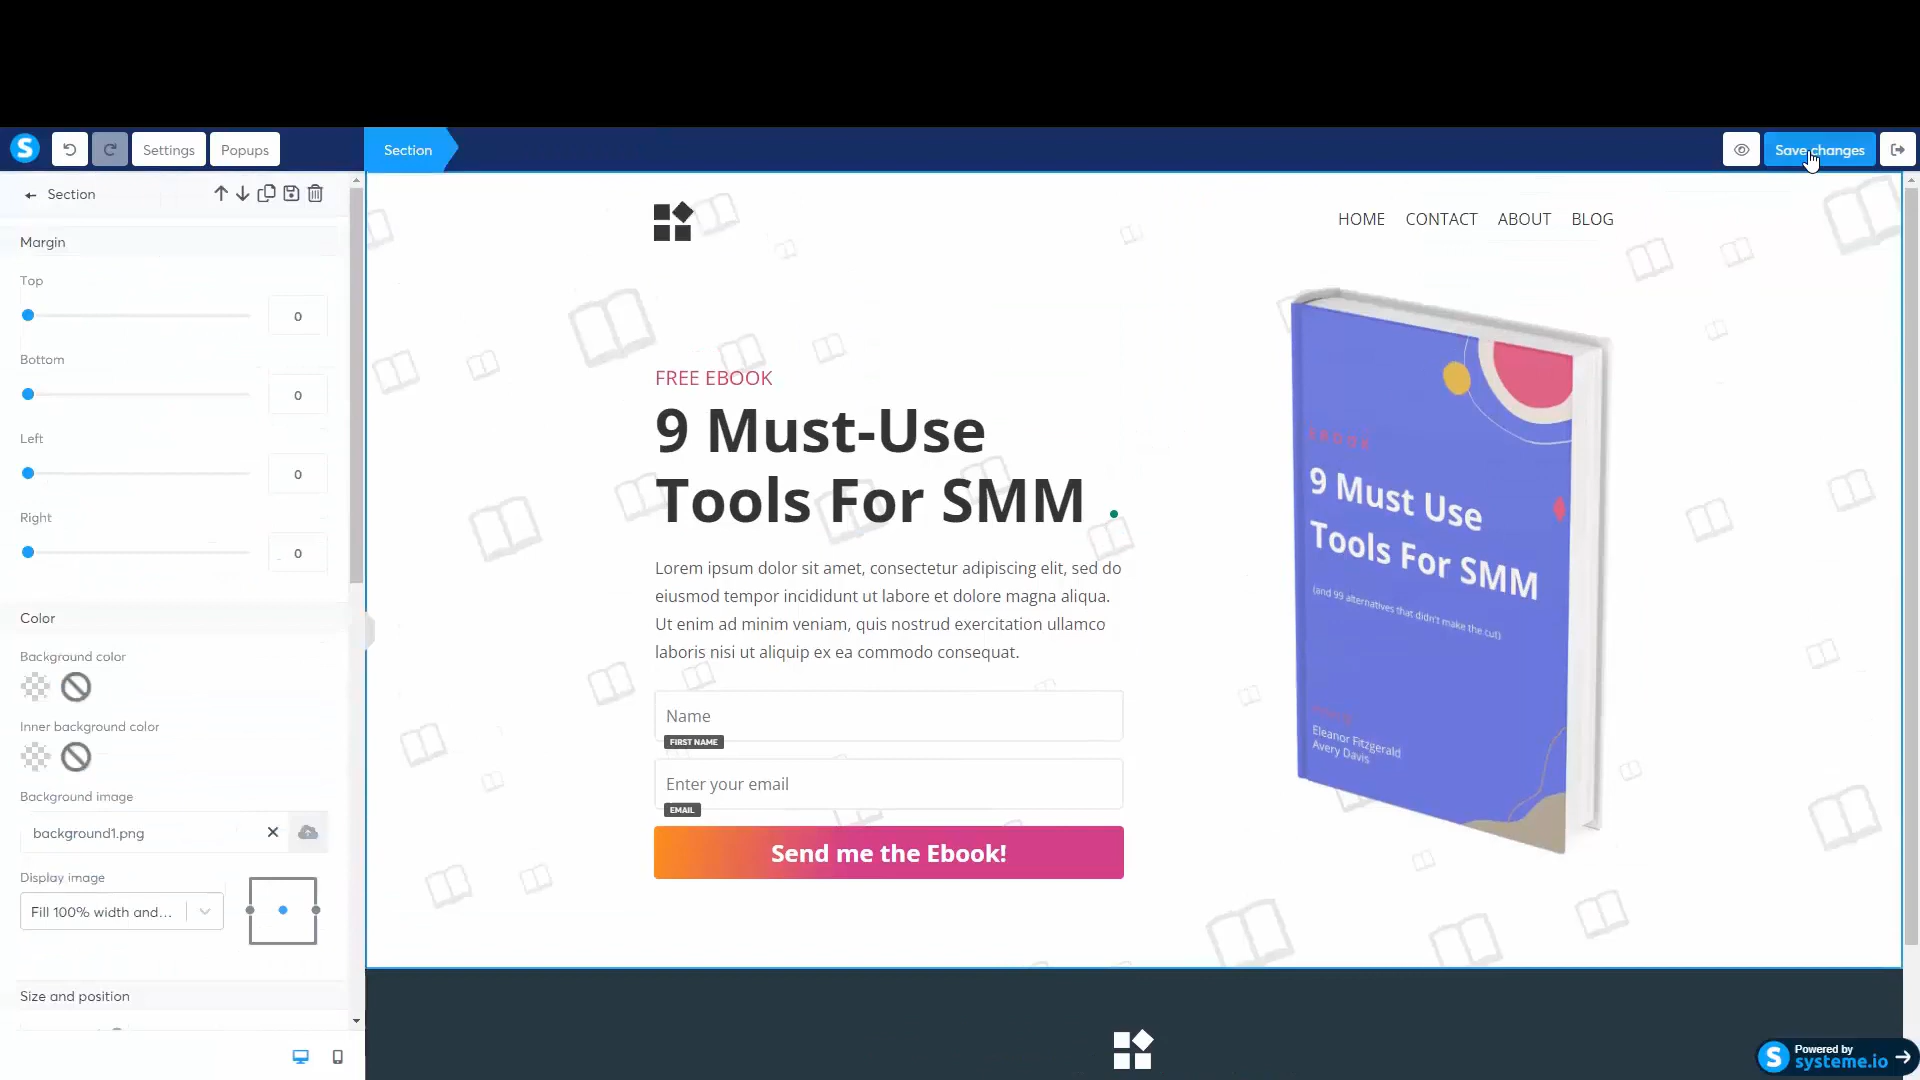 S
Settings
Popups
Section
Save changes
Section
Margin
Top
0
Bottom
0
Left
0
Right
0
Color
Background color
Inner background color
Background image
background1.png
Display image
Fill 100% width and...
Size and position
HOME CONTACT ABOUT BLOG
FREE EBOOK
9 Must-Use
Tools For SMM
Lorem ipsum dolor sit amet, consectetur adipiscing elit, sed do
eiusmod tempor incididunt ut labore et dolore magna aliqua.
Ut enim ad minim veniam, quis nostrud exercitation ullamco
laboris nisi ut aliquip ex ea commodo consequat.
Name
FIRST NAME
Enter your email
EMAIL
Send me the Ebook!
EBOOK
9 Must Use
Tools For SMM
(and 99 alternatives that didn't make the cut)
Eleanor Fitzgerald
Avery Davis
S
Powered by
systeme.io